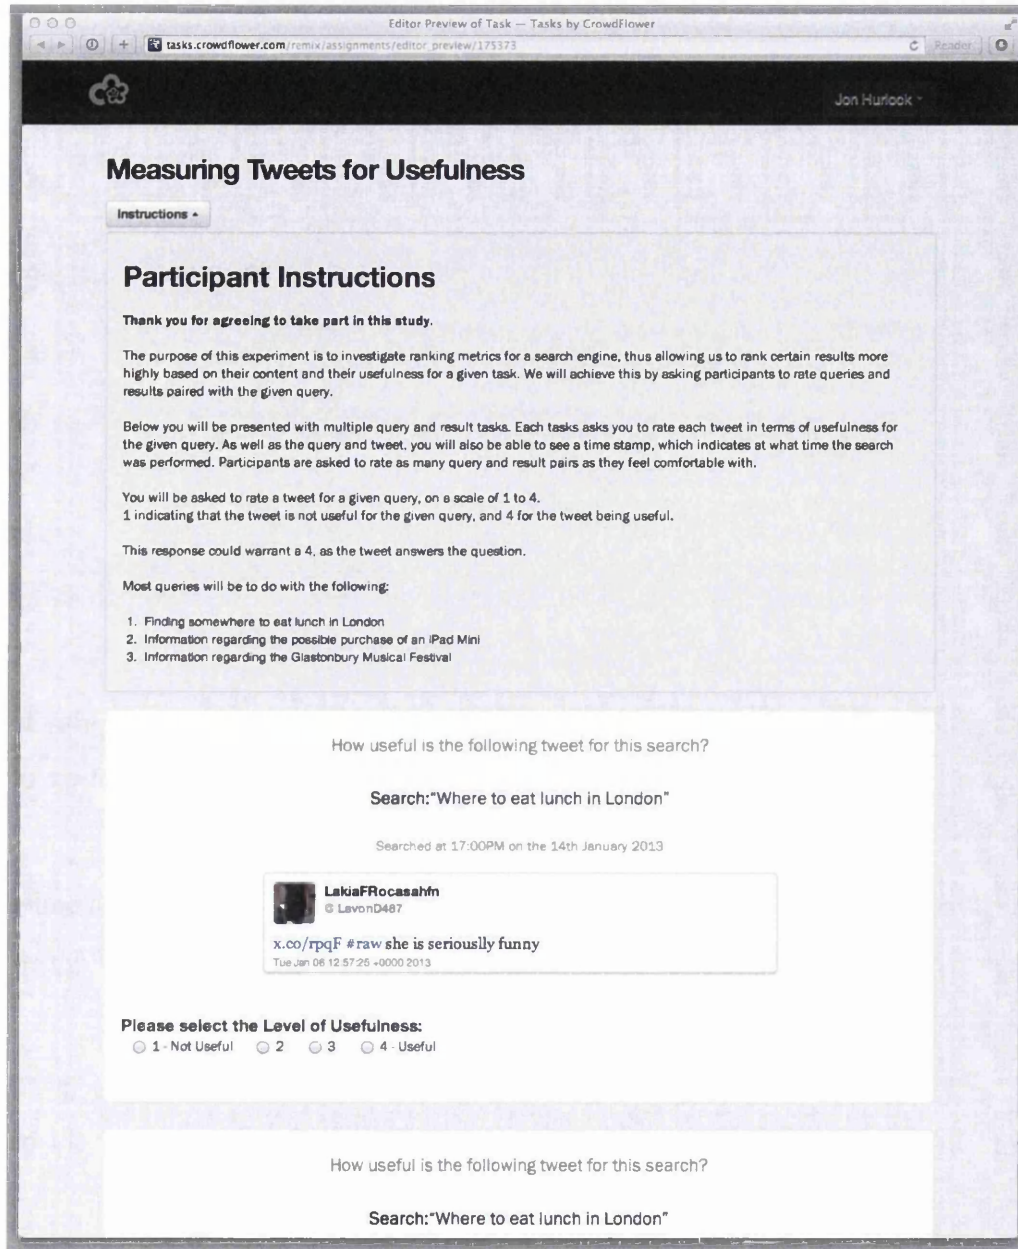 Editor Preview of Task — Tasks by CrowdFlower
tasks.crowdflower.com/remix/assignments/editor_preview/175373
Reader
Jon Hurlock
Measuring Tweets for Usefulness
Instructions
Participant Instructions
Thank you for agreeing to take part in this study.
The purpose of this experiment is to investigate ranking metrics for a search engine, thus allowing us to rank certain results more
highly based on their content and their usefulness for a given task. We will achieve this by asking participants to rate queries and
results paired with the given query.
Below you will be presented with multiple query and result tasks. Each tasks asks you to rate each tweet in terms of usefulness for
the given query. As well as the query and tweet, you will also be able to see a time stamp, which indicates at what time the search
was performed. Participants are asked to rate as many query and result pairs as they feel comfortable with.
You will be asked to rate a tweet for a given query, on a scale of 1 to 4.
1 indicating that the tweet is not useful for the given query, and 4 for the tweet being useful.
This response could warrant a 4, as the tweet answers the question.
Most queries will be to do with the following:
1. Finding somewhere to eat lunch in London
2. Information regarding the possible purchase of an iPad Mini
3. Information regarding the Glastonbury Musical Festival
How useful is the following tweet for this search?
Search:"Where to eat lunch in London"
Searched at 17:00PM on the 14th January 2013
LakiaFRocasahfn
@ LavonD487
x.co/rpqF #raw she is seriouslly funny
Tue Jan 06 12:57:25 +0000 2013
Please select the Level of Usefulness:
1 - Not Useful 2 3 4 - Useful
How useful is the following tweet for this search?
Search:"Where to eat lunch in London"